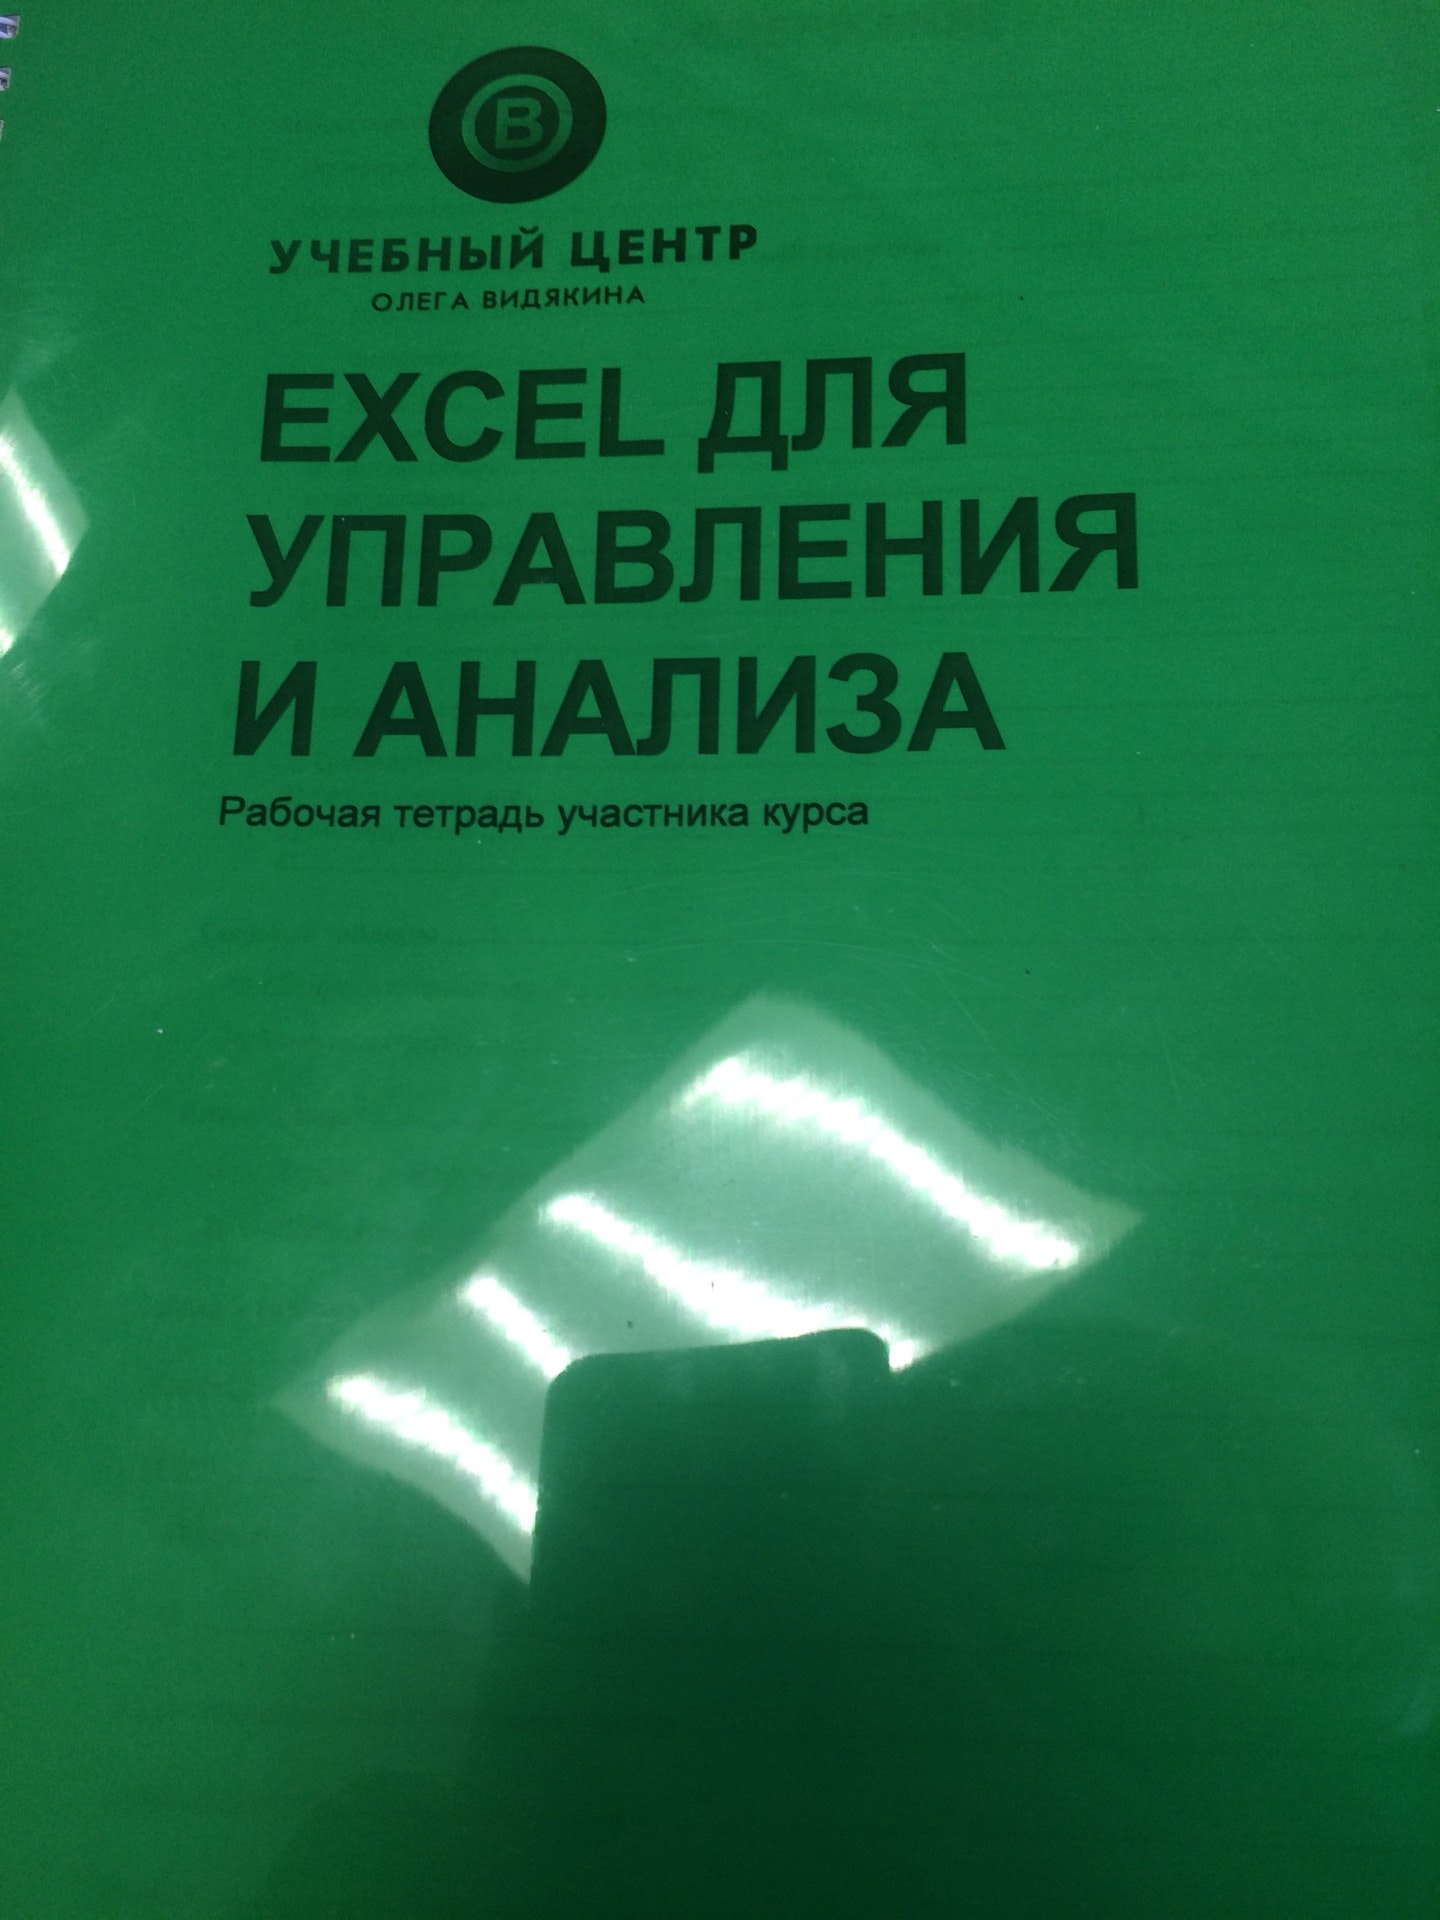 В
УЧЕБНЫЙ ЦЕНТР
ОЛЕГА ВИДЯКИНА
EXCEL ДЛЯ
УПРАВЛЕНИЯ
И АНАЛИЗА
Рабочая тетрадь участника курса